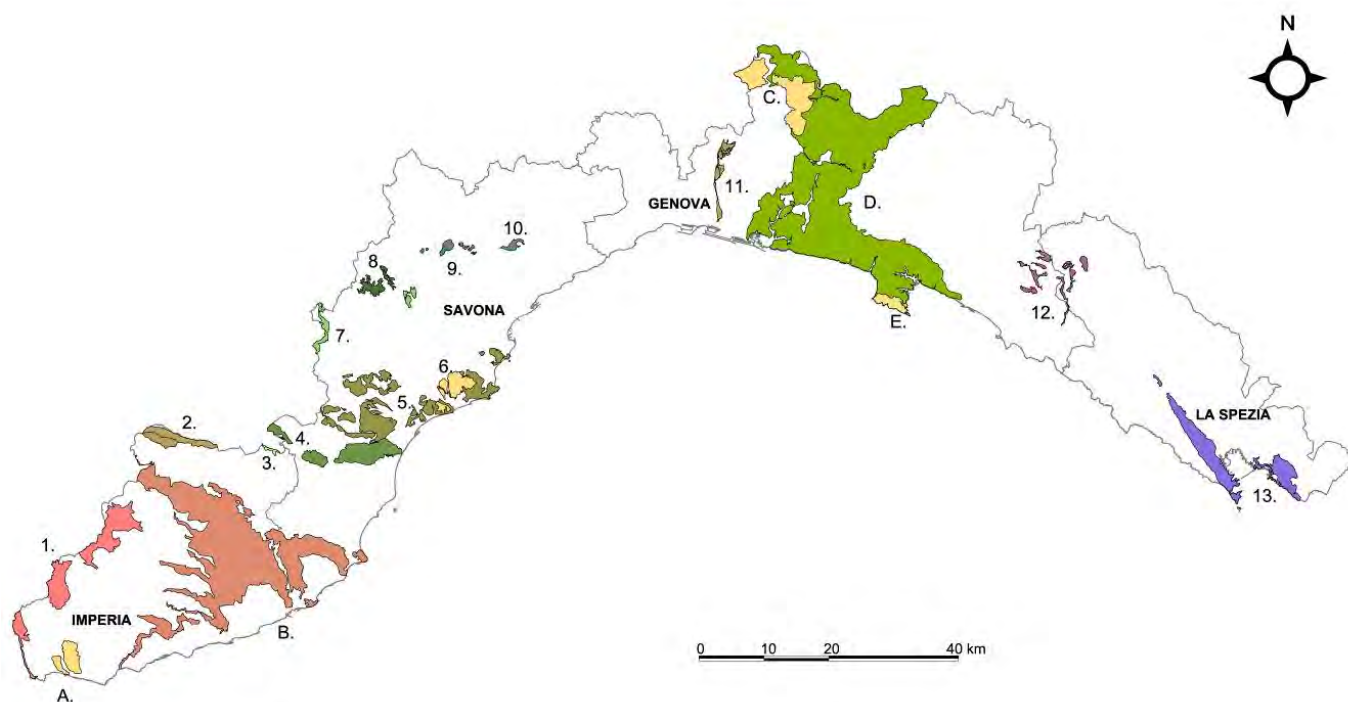 N
C.
11.
GENOVA
D.
10.
9.
8
SAVONA
7.
12.
E.
6.
5.
LA SPEZIA
2.
4.
3.
13.
1.
IMPERIA
B.
0 10 20 40 km
A.